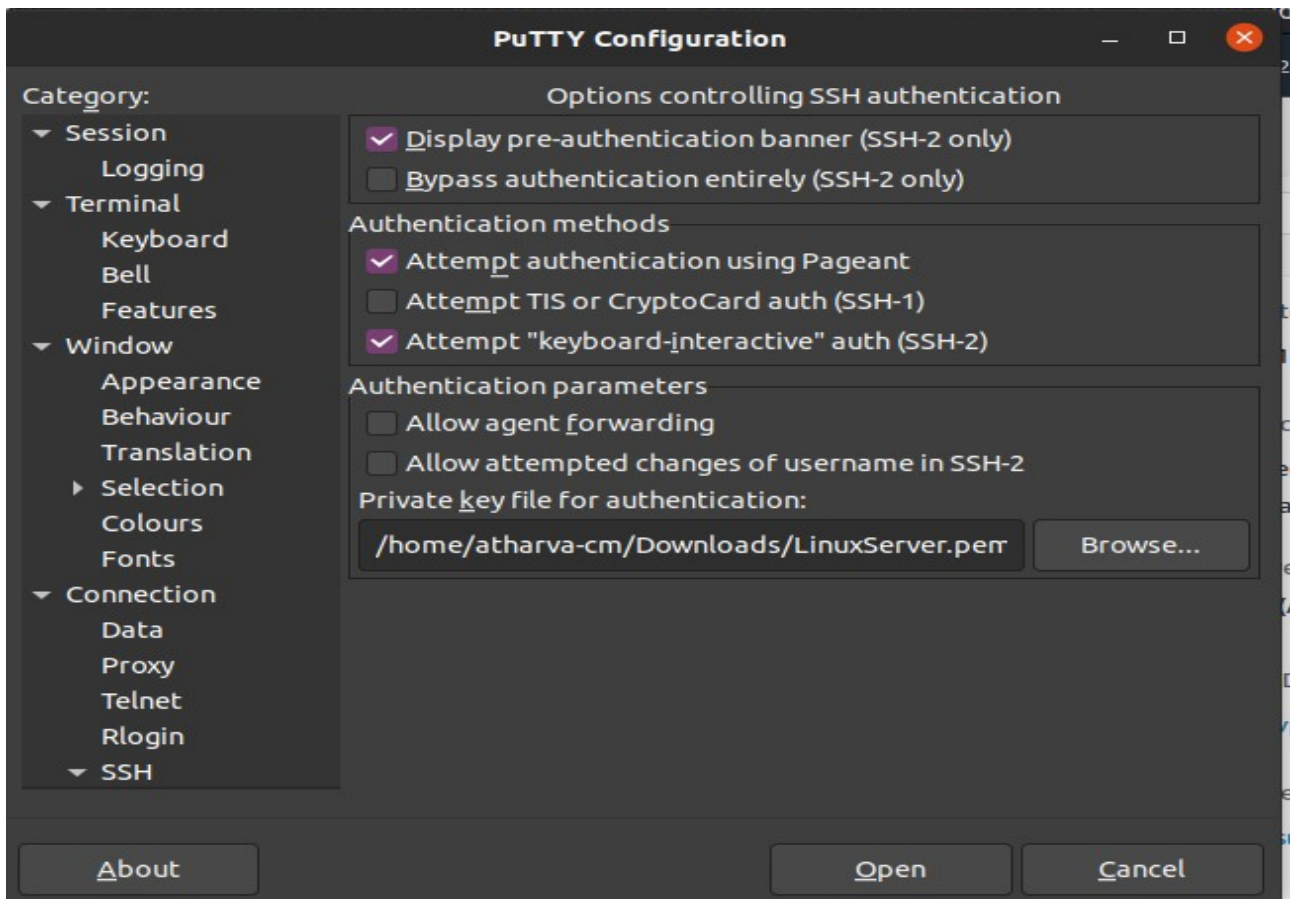 PuTTY Configuration
Category:
Session
Logging
Terminal
Keyboard
Bell
Features
Window
Appearance
Behaviour
Translation
Selection
Colours
Fonts
Connection
Data
Proxy
Telnet
Rlogin
SSH
Options controlling SSH authentication
Display pre-authentication banner (SSH-2 only)
Bypass authentication entirely (SSH-2 only)
Authentication methods
Attempt authentication using Pageant
Attempt TIS or CryptoCard auth (SSH-1)
Attempt "keyboard-interactive" auth (SSH-2)
Authentication parameters
Allow agent forwarding
Allow attempted changes of username in SSH-2
Private key file for authentication:
/home/atharva-cm/Downloads/LinuxServer.pem
Browse...
About
Open
Cancel